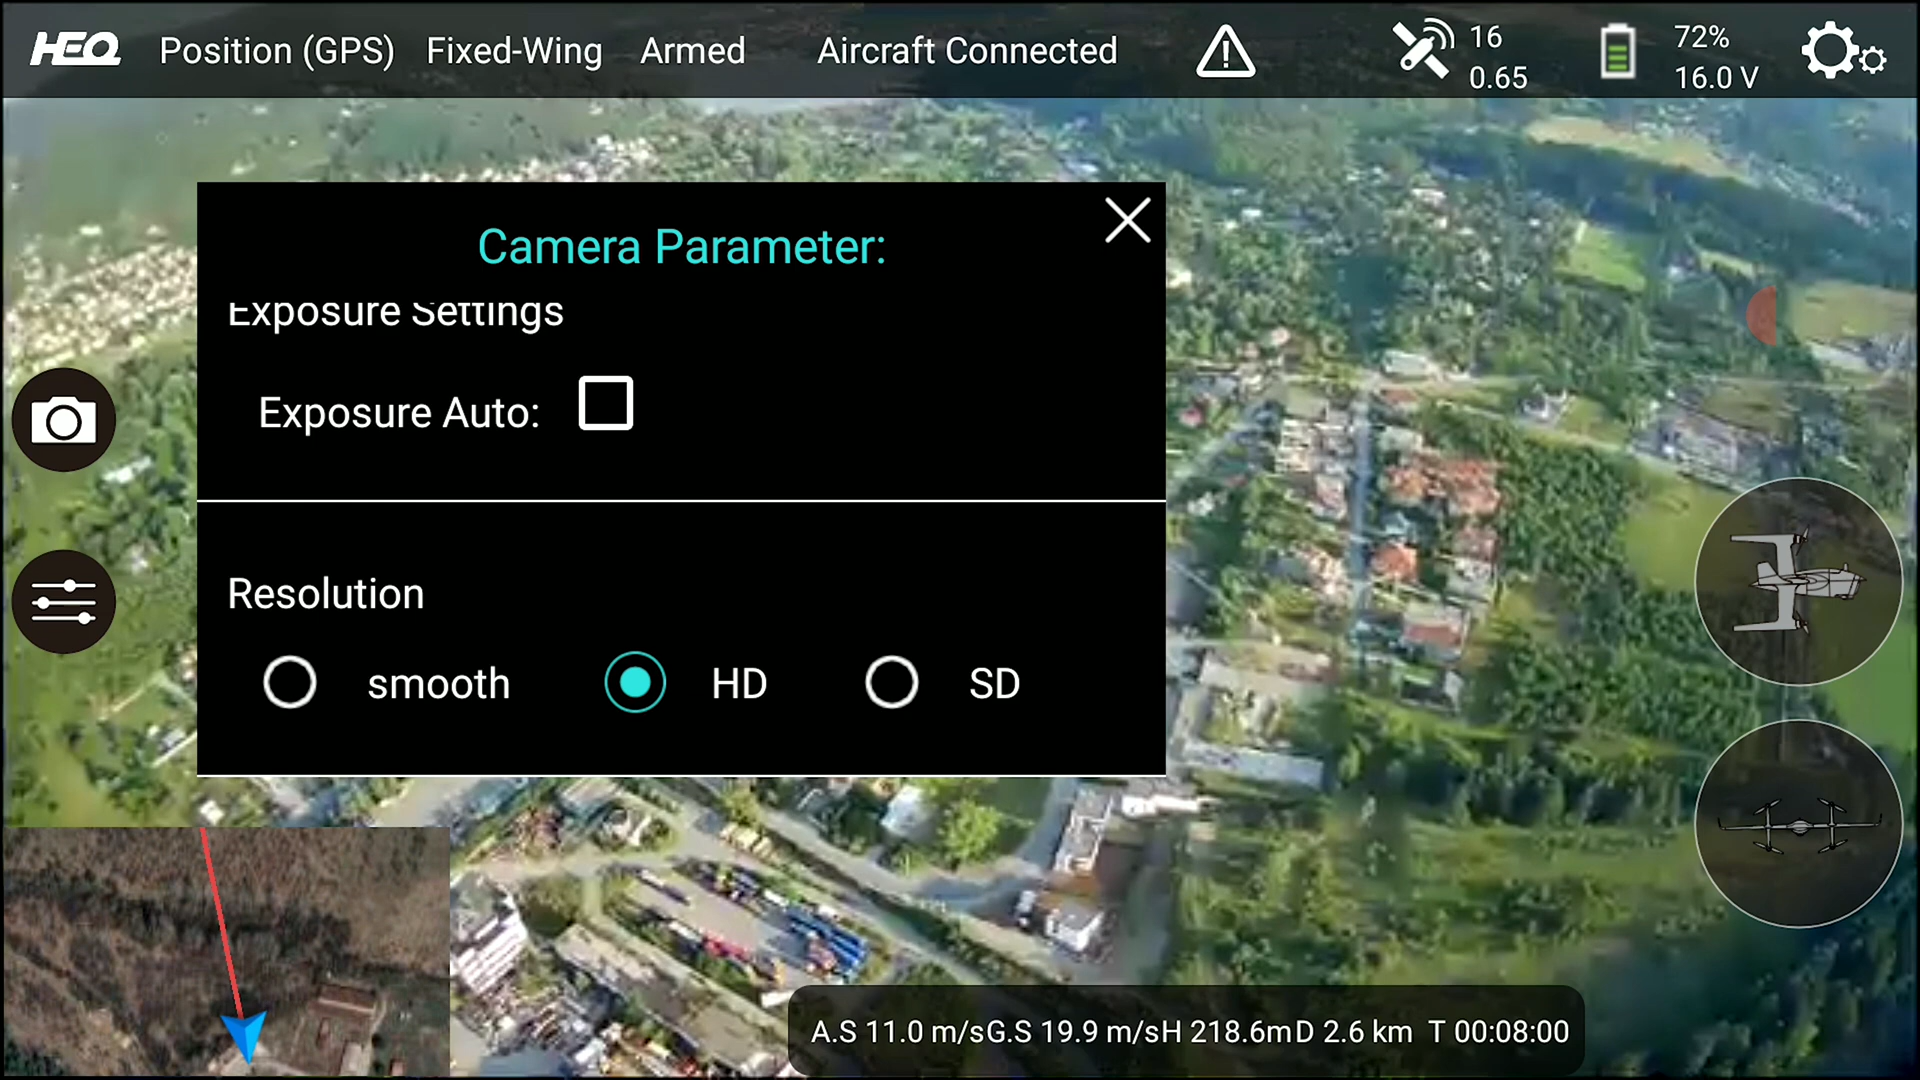 HEQ Position (GPS) Fixed-Wing Armed Aircraft Connected 16 72%
0.65 16.0 V
Camera Parameter:
Exposure Settings
Exposure Auto:
Resolution
smooth HD SD
A.S 11.0 m/sG.S 19.9 m/sH 218.6mD 2.6 km T 00:08:00